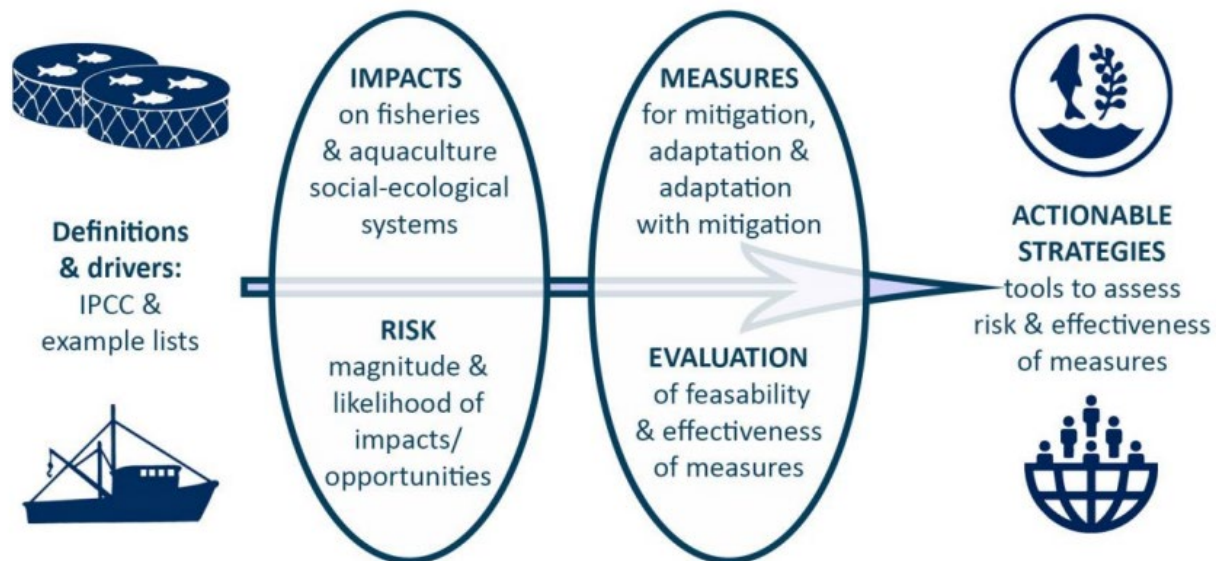 Definitions
& drivers:
IPCC &
example lists
IMPACTS
on fisheries
& aquaculture
social-ecological
systems
RISK
magnitude &
likelihood of
impacts/
opportunities
MEASURES
for mitigation,
adaptation &
adaptation
with mitigation
EVALUATION
of feasability
& effectiveness
of measures
ACTIONABLE
STRATEGIES
tools to assess
risk & effectiveness
of measures